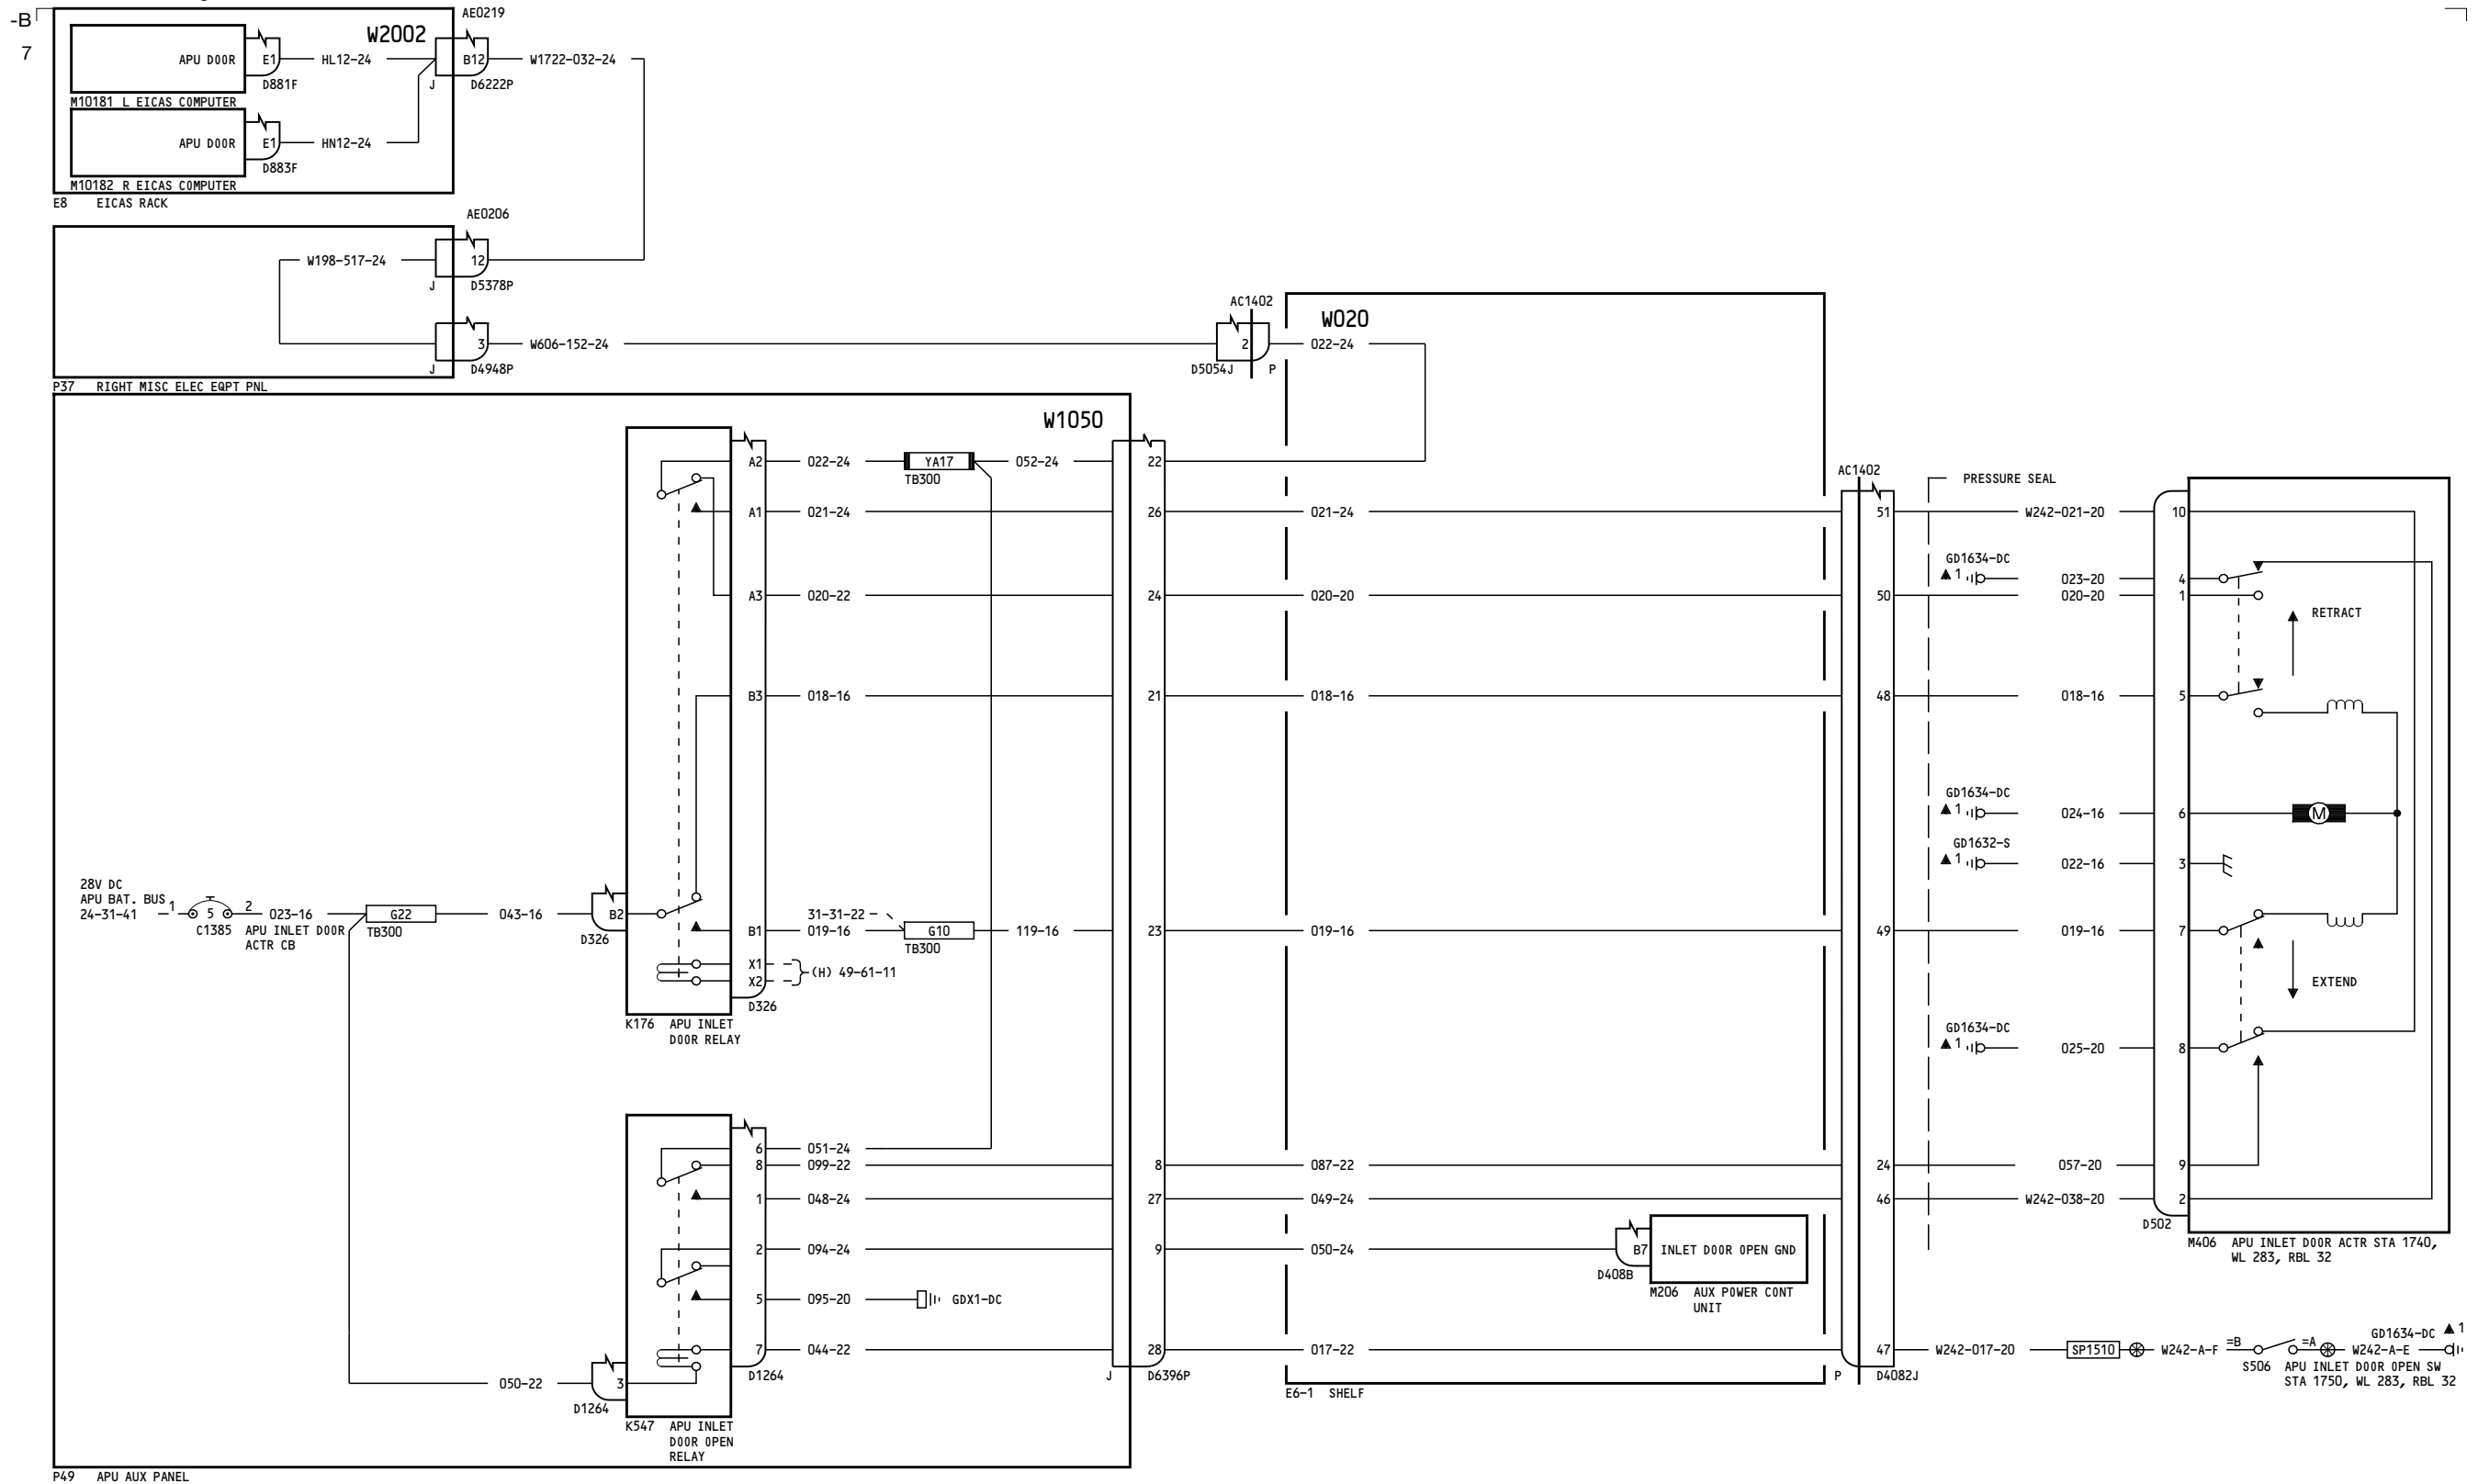 -B
7
AE0219
W2002
APU DOOR
E1
HL12-24
B12
W1722-032-24
D881F
J
D6222P
M10181 L EICAS COMPUTER
APU DOOR
E1
HN12-24
D883F
M10182 R EICAS COMPUTER
E8 EICAS RACK
AE0206
W198-517-24
12
J
D5378P
3
W606-152-24
J
D4948P
P37 RIGHT MISC ELEC EQPT PNL
AC1402
W020
2
022-24
D5054J
P
W1050
A2
022-24
YA17
052-24
22
TB300
AC1402
PRESSURE SEAL
A1
021-24
26
021-24
51
W242-021-20
10
GD1634-DC
1
023-20
4
A3
020-22
24
020-20
50
020-20
1
RETRACT
B3
018-16
21
018-16
48
018-16
5
GD1634-DC
1
024-16
6
M
GD1632-S
1
022-16
3
28V DC
APU BAT. BUS
24-31-41
1
5
2
023-16
G22
043-16
B2
C1385
APU INLET DOOR
ACTR CB
TB300
D326
31-31-22
B1
019-16
G10
119-16
23
019-16
49
019-16
7
TB300
X1
X2
(H) 49-61-11
D326
EXTEND
K176 APU INLET
DOOR RELAY
GD1634-DC
1
025-20
8
6
051-24
8
099-22
8
087-22
24
057-20
9
1
048-24
27
049-24
46
W242-038-20
2
D502
2
094-24
9
050-24
B7
INLET DOOR OPEN GND
D408B
M206 AUX POWER CONT
UNIT
M406 APU INLET DOOR ACTR STA 1740,
WL 283, RBL 32
5
095-20
GDX1-DC
7
044-22
28
017-22
47
W242-017-20
SP1510
W242-A-F
=B
=A
W242-A-E
GD1634-DC
1
S506 APU INLET DOOR OPEN SW
STA 1750, WL 283, RBL 32
D1264
J
D6396P
P
D4082J
050-22
3
D1264
E6-1 SHELF
K547 APU INLET
DOOR OPEN
RELAY
P49 APU AUX PANEL